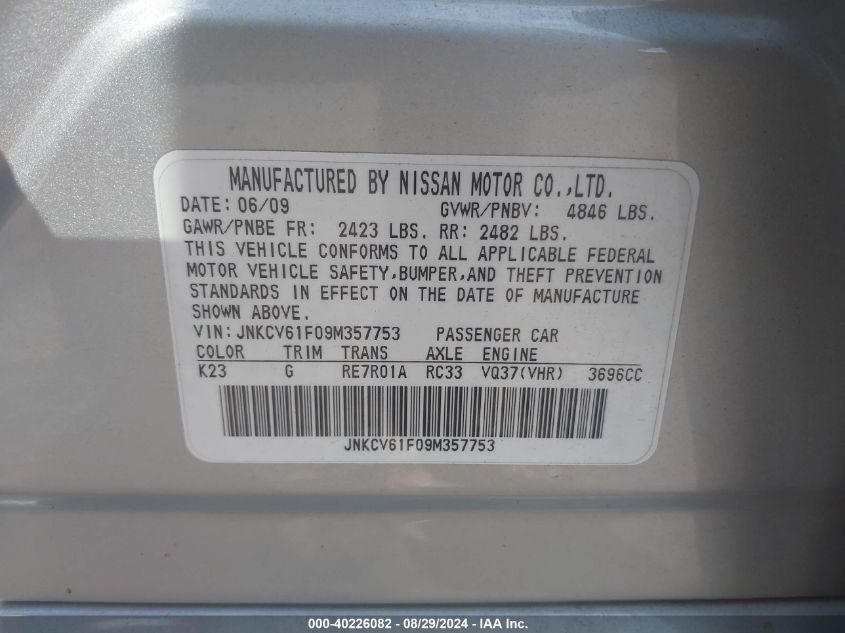 MANUFACTURED BY NISSAN MOTOR CO.,LTD.
DATE: 06/09 GVWR/PNBV: 4846 LBS.
GAWR/PNBE FR: 2423 LBS. RR: 2482 LBS.
THIS VEHICLE CONFORMS TO ALL APPLICABLE FEDERAL
MOTOR VEHICLE SAFETY,BUMPER,AND THEFT PREVENTION
STANDARDS IN EFFECT ON THE DATE OF MANUFACTURE
SHOWN ABOVE.
VIN: JNKCV61F09M357753 PASSENGER CAR
COLOR TRIM TRANS AXLE ENGINE
K23 G RE7R01A RC33 VQ37(VHR) 3696CC
JNKCV61F09M357753
000-40226082 - 08/29/2024 - IAA Inc.